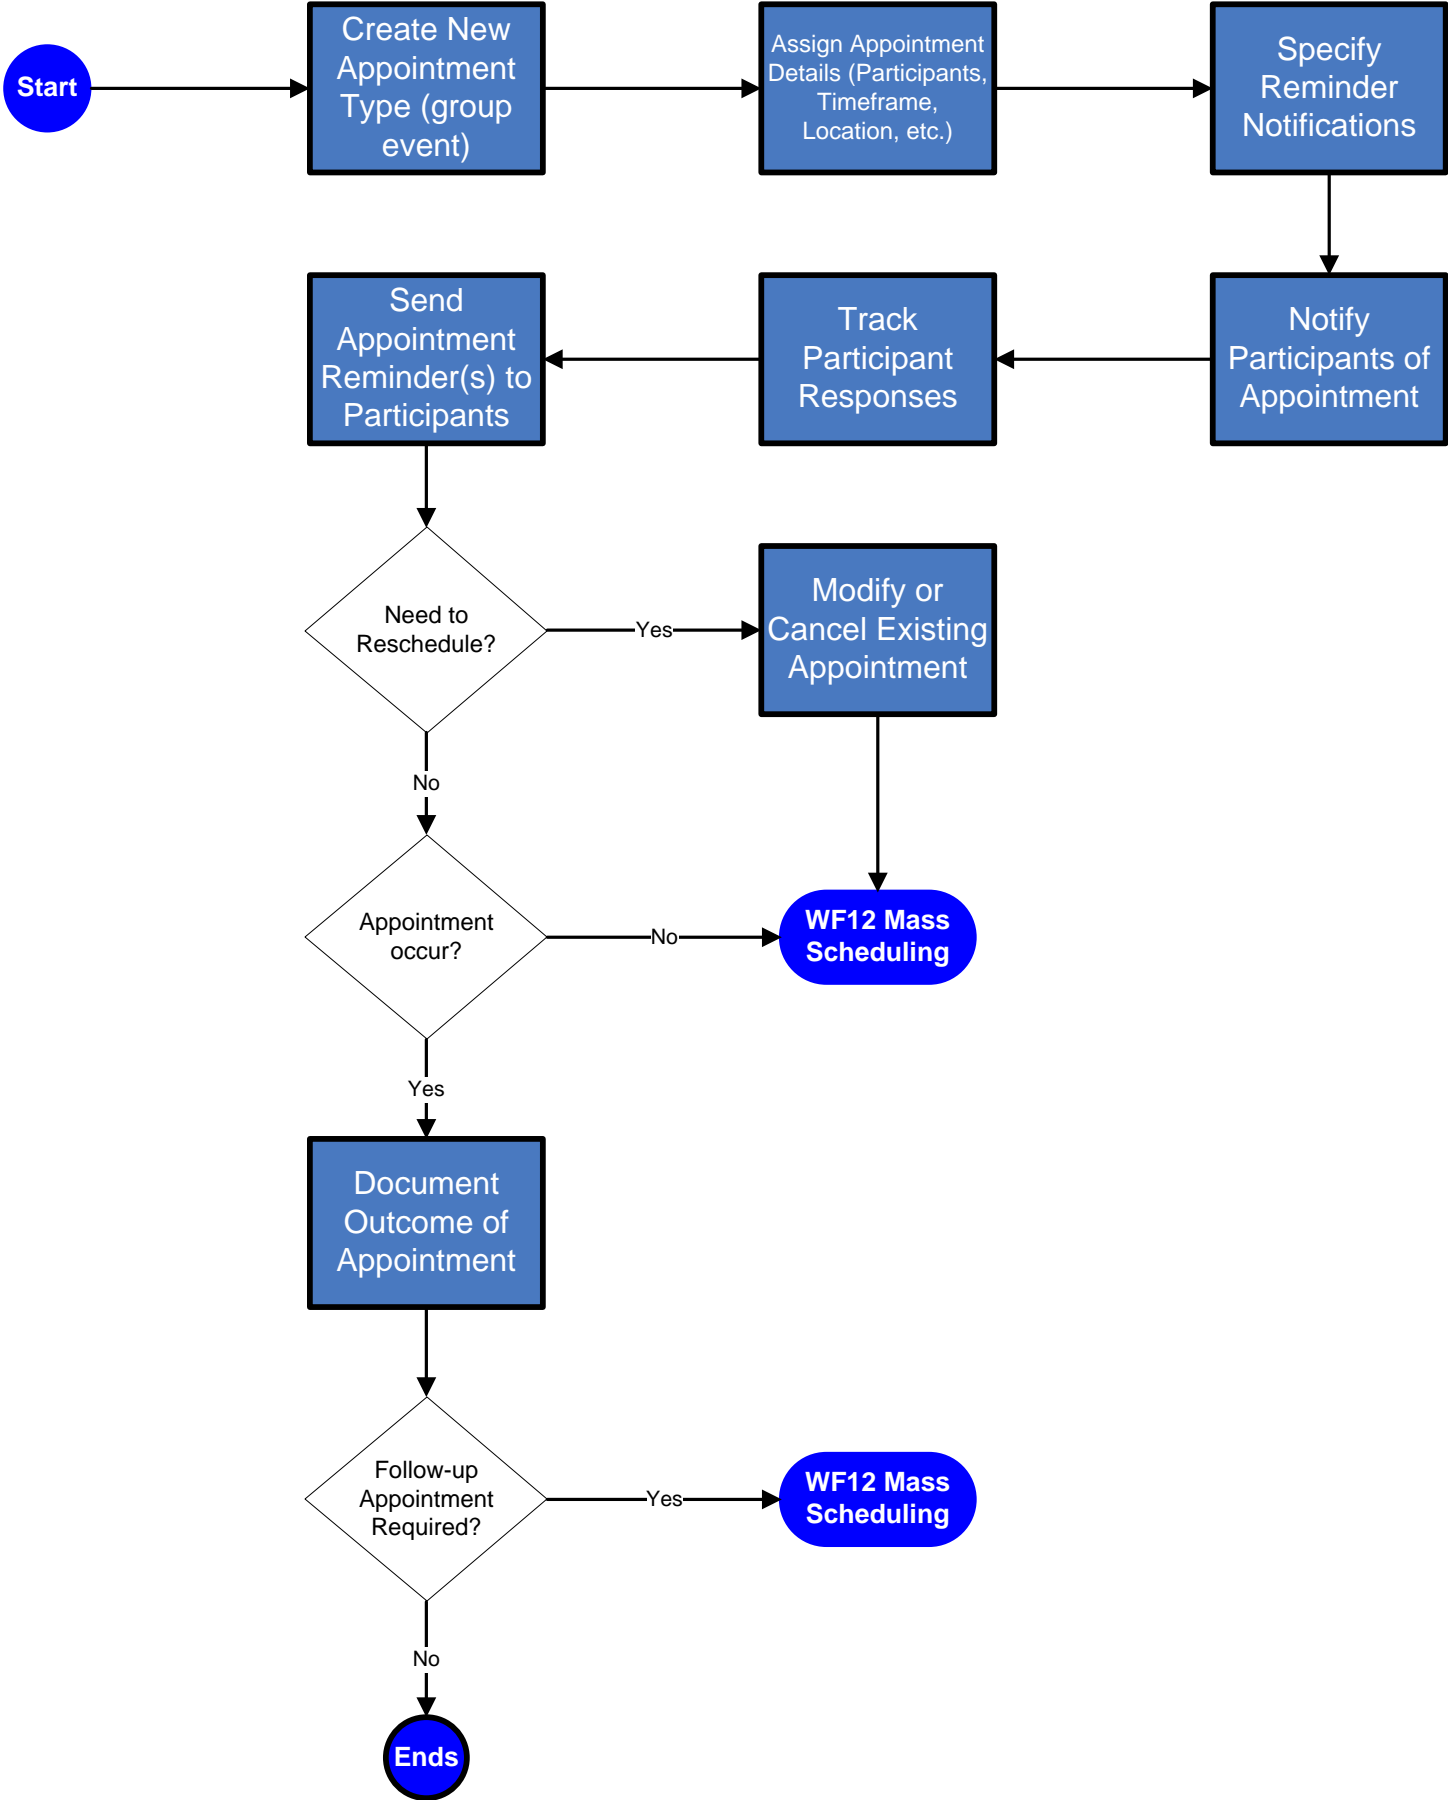 Start
Create New
Appointment
Type (group
event)
Assign Appointment
Details (Participants,
Timeframe,
Location, etc.)
Specify
Reminder
Notifications
Notify
Participants of
Appointment
Track
Participant
Responses
Send
Appointment
Reminder(s) to
Participants
Need to
Reschedule?
Yes
Modify or
Cancel Existing
Appointment
No
Appointment
occur?
No
WF12 Mass
Scheduling
Yes
Document
Outcome of
Appointment
Follow-up
Appointment
Required?
Yes
WF12 Mass
Scheduling
No
Ends